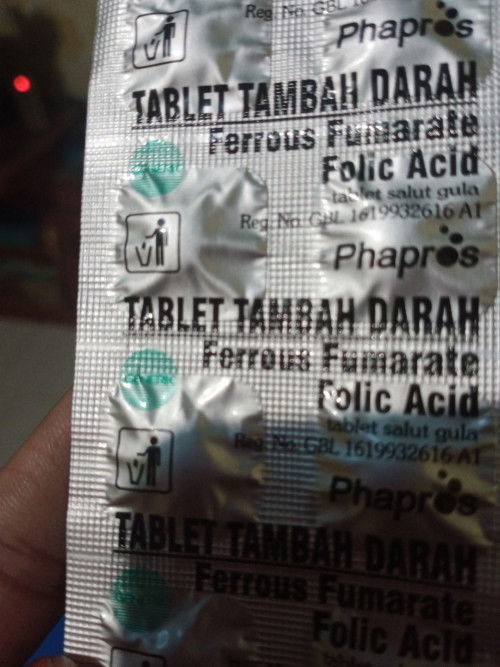 Reg No. GBL
Phapros
TABLET TAMBAH DARAH
Ferrous Fumarate
Folic Acid
tablet salut gula
Reg. No. GBL 1619932616 A1
Phapros
TABLET TAMBAH DARAH
Ferrous Fumarate
GENERIK
Folic Acid
tablet salut gula
Reg. No. GBL 1619932616 A1
Phapros
TABLET TAMBAH DARAH
Ferrous Fumarate
Folic Acid